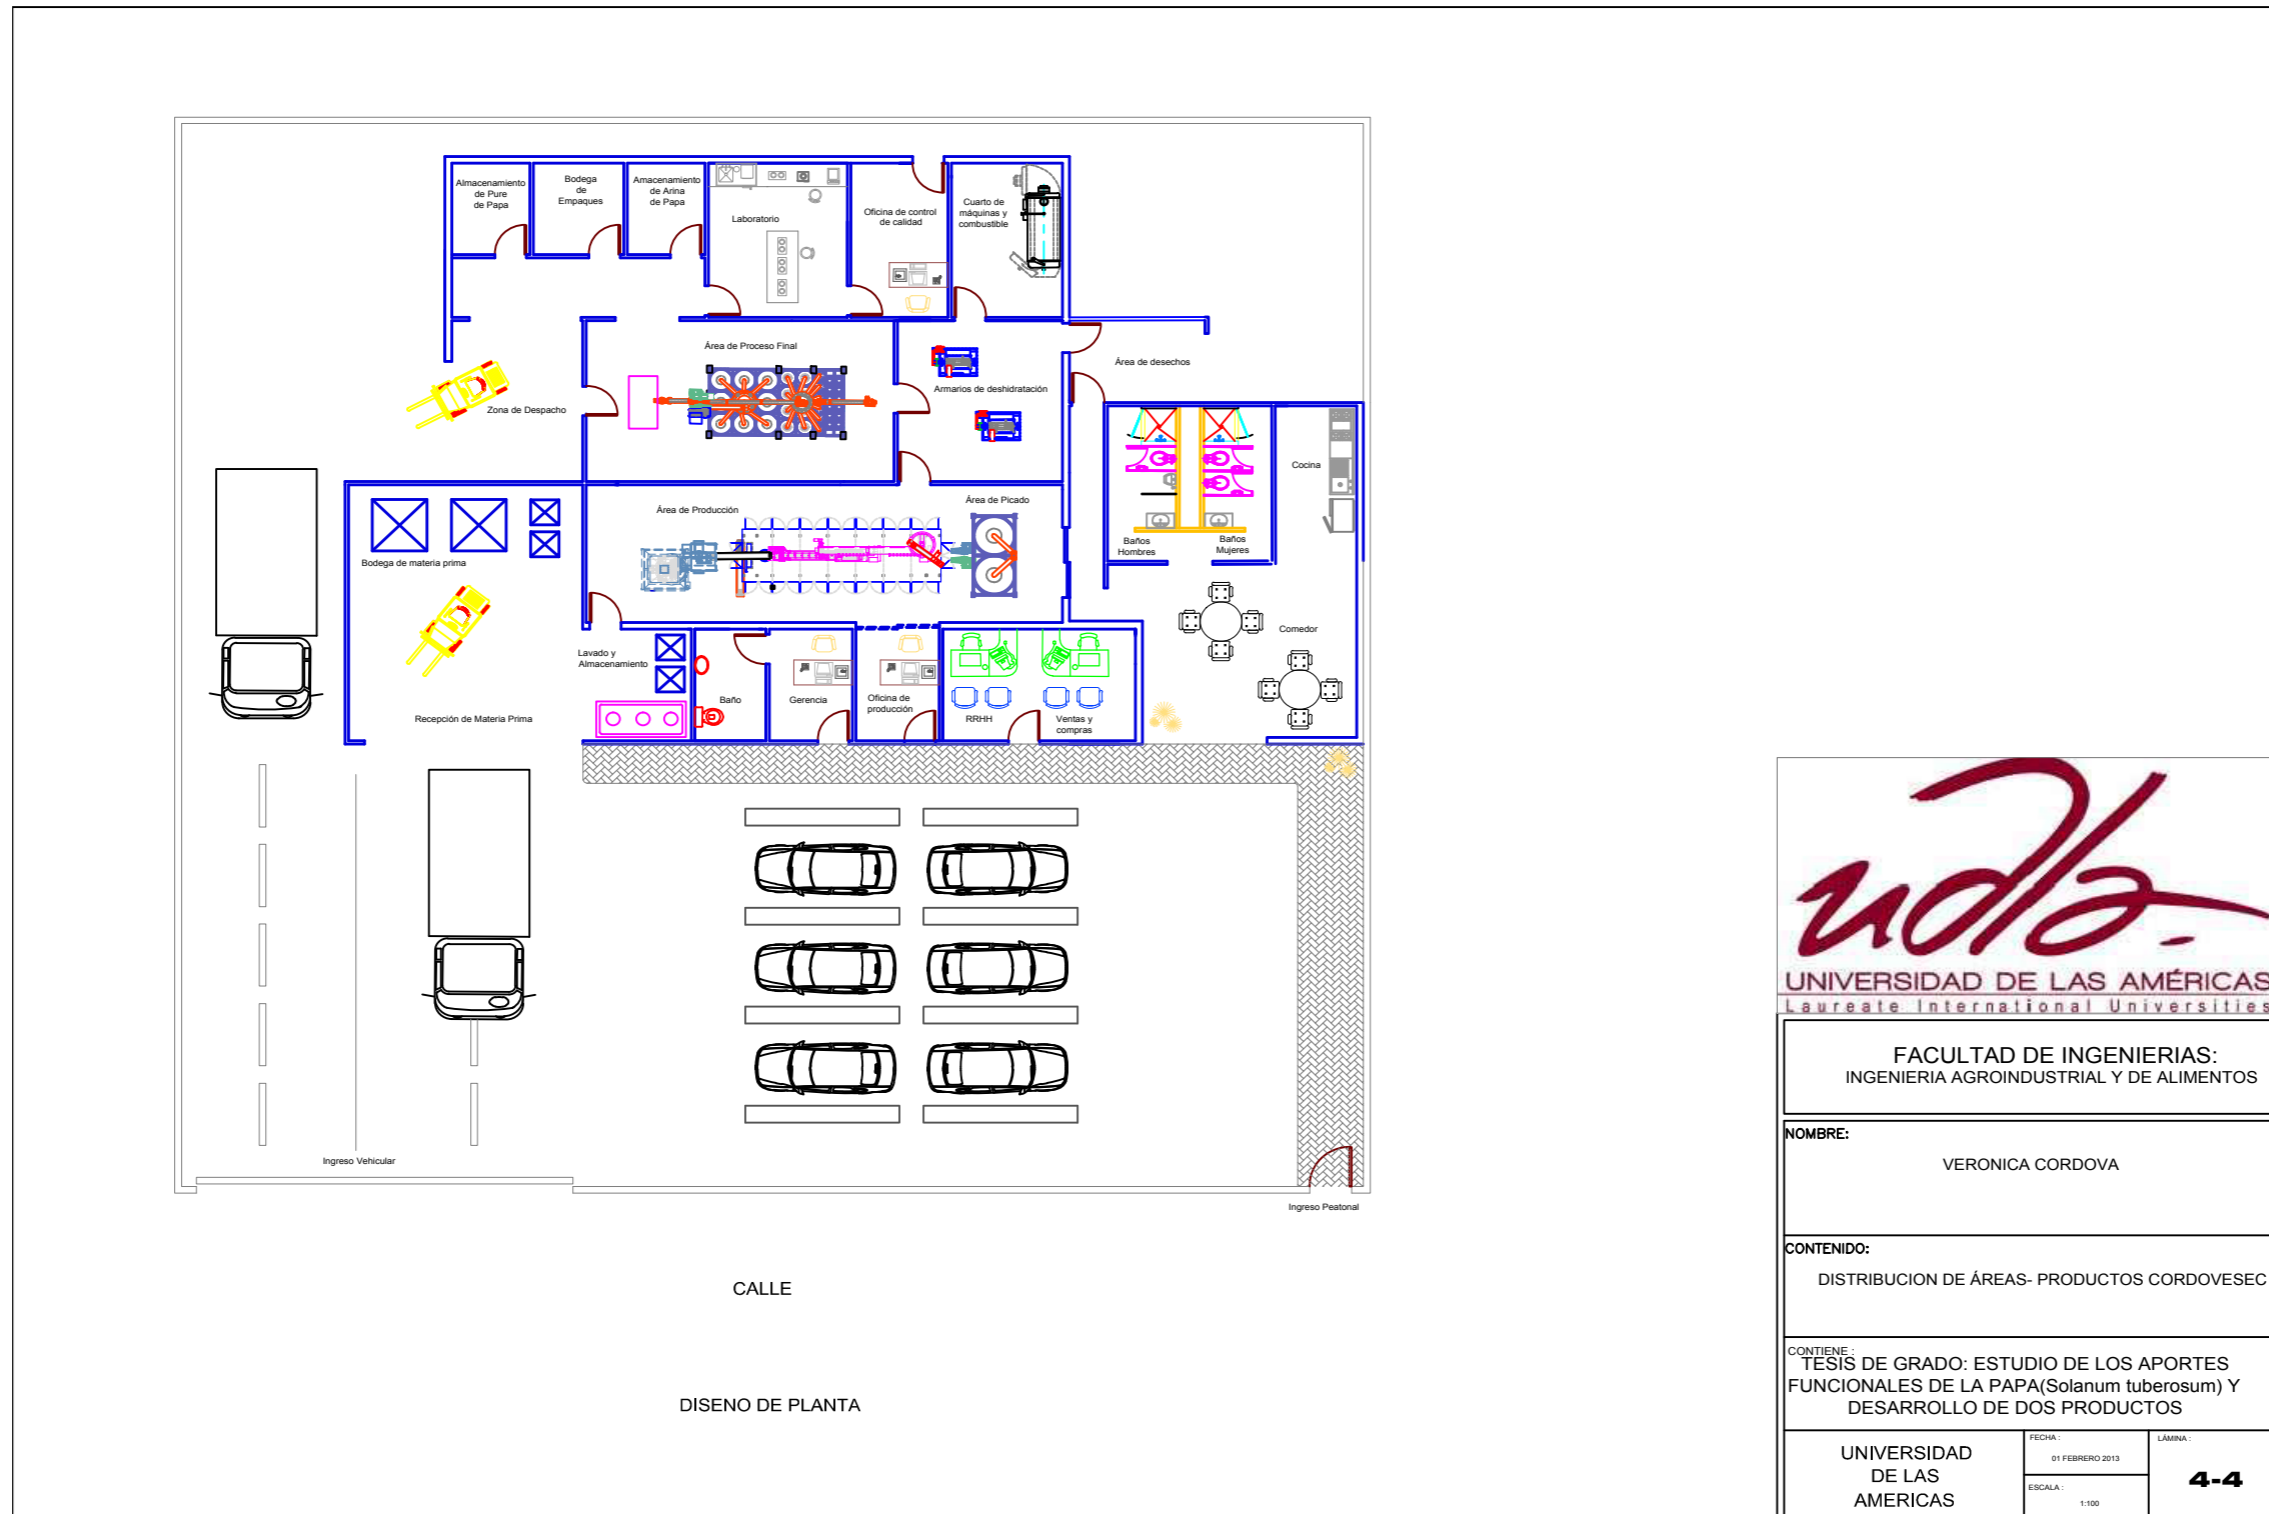 Almacenamiento
de Pure
de Papa
Bodega
de
Empaques
Amacenamiento
de Arina
de Papa
Laboratorio
Oficina de control
de calidad
Cuarto de
máquinas y
combustible
Área de Proceso Final
Armarios de deshidratación
Área de desechos
Zona de Despacho
Cocina
Área de Producción
Área de Picado
Baños
Hombres
Baños
Mujeres
Bodega de materia prima
Comedor
Lavado y
Almacenamiento
Baño
Gerencia
Oficina de
producción
RRHH
Ventas y
compras
Recepción de Materia Prima
Ingreso Vehicular
Ingreso Peatonal
CALLE
DISENO DE PLANTA
udla-
UNIVERSIDAD DE LAS AMÉRICAS
Laureate International Universities
FACULTAD DE INGENIERIAS:
INGENIERIA AGROINDUSTRIAL Y DE ALIMENTOS
NOMBRE:
VERONICA CORDOVA
CONTENIDO:
DISTRIBUCION DE ÁREAS- PRODUCTOS CORDOVESEC
CONTIENE :
TESIS DE GRADO: ESTUDIO DE LOS APORTES
FUNCIONALES DE LA PAPA(Solanum tuberosum) Y
DESARROLLO DE DOS PRODUCTOS
UNIVERSIDAD
DE LAS
AMERICAS
FECHA :
01 FEBRERO 2013
ESCALA :
1:100
LÁMINA :
4-4